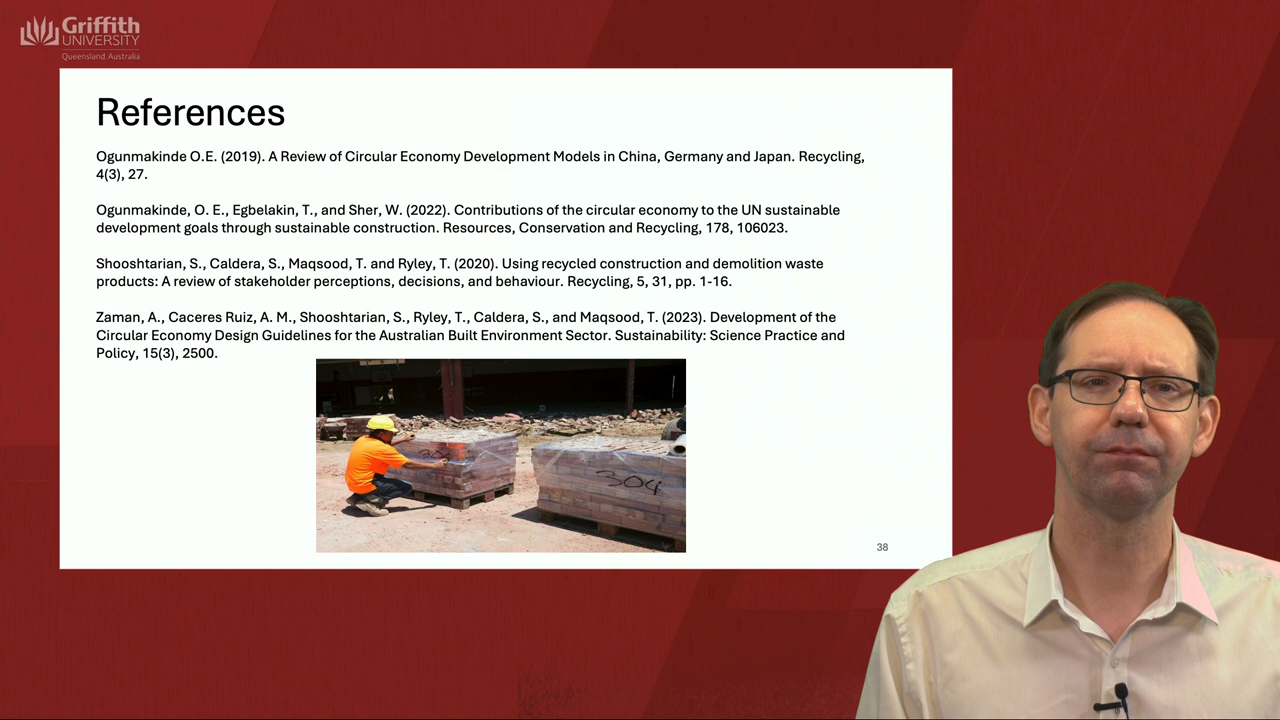 Griffith
UNIVERSITY
Queensland, Australia
References
Ogunmakinde O.E. (2019). A Review of Circular Economy Development Models in China, Germany and Japan. Recycling,
4(3), 27.
Ogunmakinde, O. E., Egbelakin, T., and Sher, W. (2022). Contributions of the circular economy to the UN sustainable
development goals through sustainable construction. Resources, Conservation and Recycling, 178, 106023.
Shooshtarian, S., Caldera, S., Maqsood, T. and Ryley, T. (2020). Using recycled construction and demolition waste
products: A review of stakeholder perceptions, decisions, and behaviour. Recycling, 5, 31, pp. 1-16.
Zaman, A., Caceres Ruiz, A. M., Shooshtarian, S., Ryley, T., Caldera, S., and Maqsood, T. (2023). Development of the
Circular Economy Design Guidelines for the Australian Built Environment Sector. Sustainability: Science Practice and
Policy, 15(3), 2500.
304
304
38